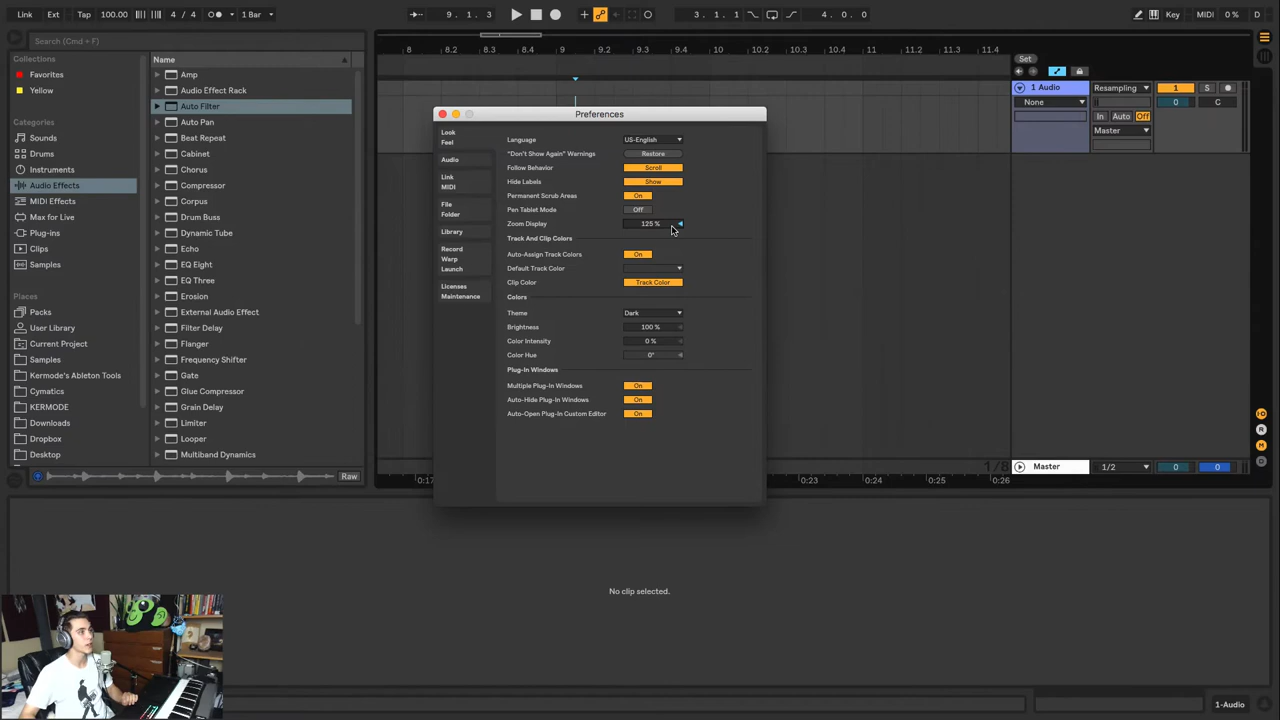 Link Ext Tap 100.00 4 / 4 1 Bar 9 . 1 . 3 3 . 1 . 1 4 . 0 . 0 Key MIDI 0 % D
Search (Cmd + F)
8 8.2 8.3 8.4 9 9.2 9.3 9.4 10 10.2 10.3 10.4 11 11.2 11.3 11.4
Collections
Favorites
Yellow
Categories
Sounds
Drums
Instruments
Audio Effects
MIDI Effects
Max for Live
Plug-ins
Clips
Samples
Places
Packs
User Library
Current Project
Samples
Kermode's Ableton Tools
Cymatics
KERMODE
Downloads
Dropbox
Desktop
Name
Amp
Audio Effect Rack
Auto Filter
Auto Pan
Beat Repeat
Cabinet
Chorus
Compressor
Corpus
Drum Buss
Dynamic Tube
Echo
EQ Eight
EQ Three
Erosion
External Audio Effect
Filter Delay
Flanger
Frequency Shifter
Gate
Glue Compressor
Grain Delay
Limiter
Looper
Multiband Dynamics
Raw
Preferences
Look
Feel
Audio
Link
MIDI
File
Folder
Library
Record
Warp
Launch
Licenses
Maintenance
Language US-English
"Don't Show Again" Warnings Restore
Follow Behavior Scroll
Hide Labels Show
Permanent Scrub Areas On
Pen Tablet Mode Off
Zoom Display 125 %
Track And Clip Colors
Auto-Assign Track Colors On
Default Track Color
Clip Color Track Color
Colors
Theme Dark
Brightness 100 %
Color Intensity 0 %
Color Hue 0°
Plug-In Windows
Multiple Plug-In Windows On
Auto-Hide Plug-In Windows On
Auto-Open Plug-In Custom Editor On
Set
1 Audio Resampling 1 S
None 0 C
In Auto Off
Master
I O
R
M
D
1/8
Master 1/2 0 0
0:17 0:23 0:24 0:25 0:26
No clip selected.
1-Audio